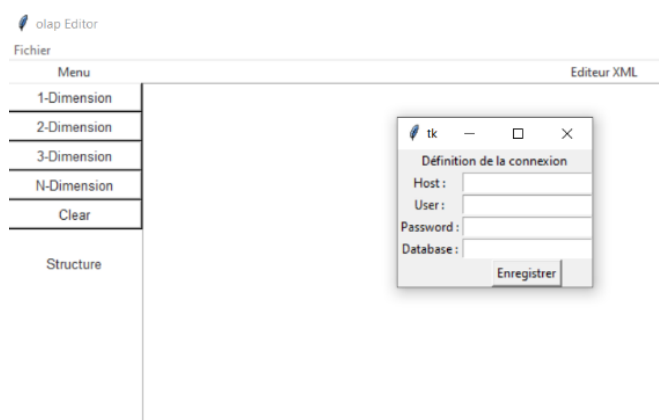 olap Editor
Fichier
Menu
Editeur XML
1-Dimension
2-Dimension
3-Dimension
N-Dimension
Clear
Structure
tk
Définition de la connexion
Host :
User :
Password :
Database :
Enregistrer